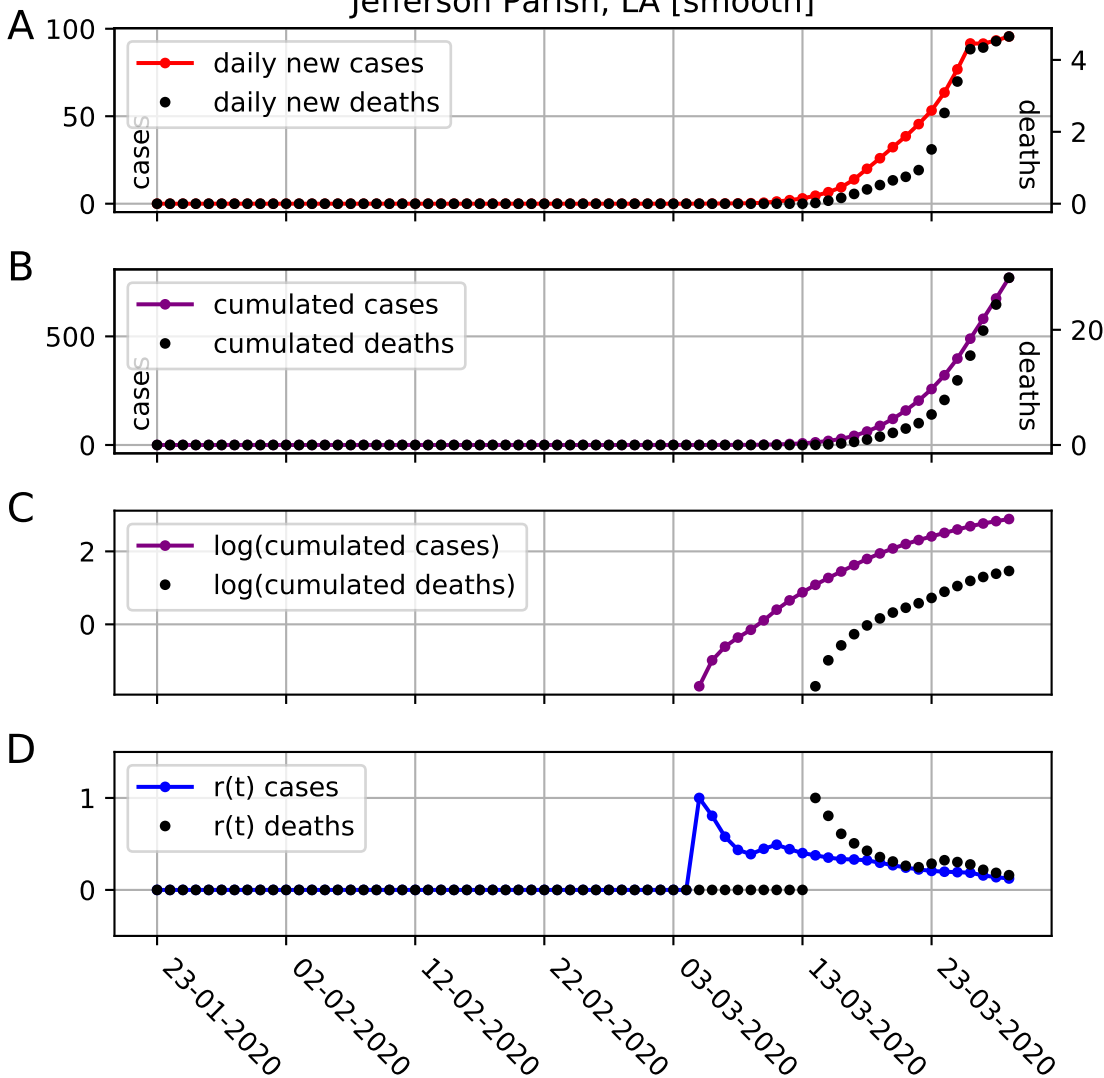 Jefferson Parish, LA [smooth]
A
100
50
0
cases
daily new cases
daily new deaths
4
2
0
deaths
B
500
0
cases
cumulated cases
cumulated deaths
20
0
deaths
C
2
0
log(cumulated cases)
log(cumulated deaths)
D
1
0
r(t) cases
r(t) deaths
23-01-2020
02-02-2020
12-02-2020
22-02-2020
03-03-2020
13-03-2020
23-03-2020